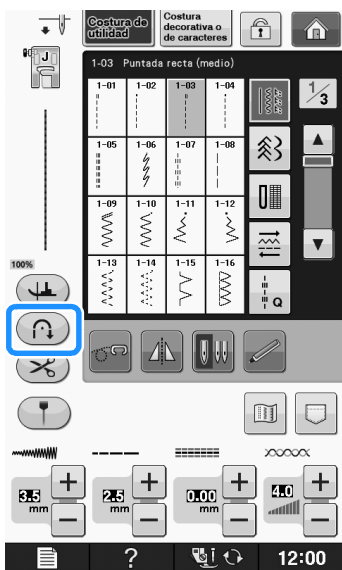 Costura de utilidad
Costura decorativa o de caracteres
J
1-03 Puntada recta (medio)
1/3
1-01 1-02 1-03 1-04
1-05 1-06 1-07 1-08
1-09 1-10 1-11 1-12
1-13 1-14 1-15 1-16
Q
100%
3.5 mm
2.5 mm
0.00 mm
4.0
?
12:00